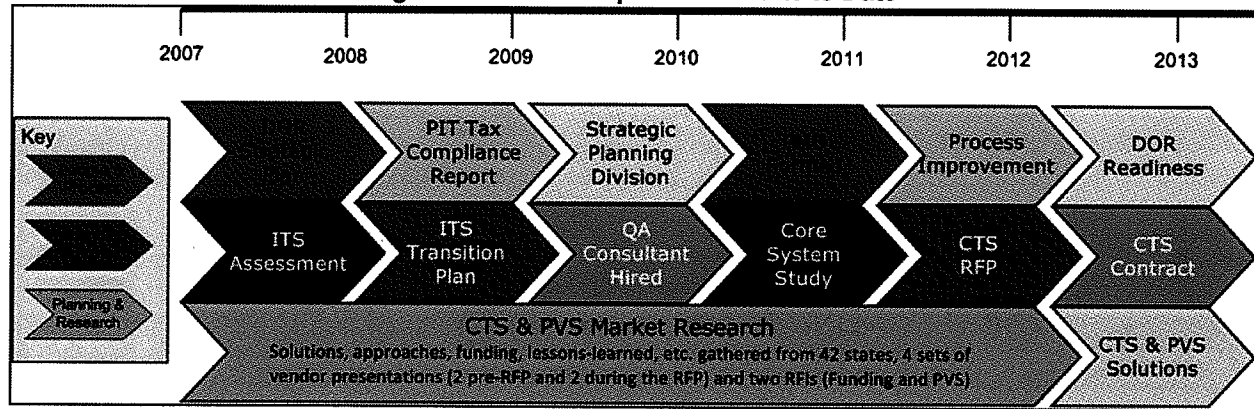 2007 2008 2009 2010 2011 2012 2013
Key
Planning &
Research
PIT Tax
Compliance
Report
Strategic
Planning
Division
Process
Improvement
DOR
Readiness
ITS
Assessment
ITS
Transition
Plan
QA
Consultant
Hired
Core
System
Study
CTS
RFP
CTS
Contract
CTS & PVS Market Research
Solutions, approaches, funding, lessons-learned, etc. gathered from 42 states, 4 sets of
vendor presentations (2 pre-RFP and 2 during the RFP) and two RFIs (Funding and PVS)
CTS & PVS
Solutions